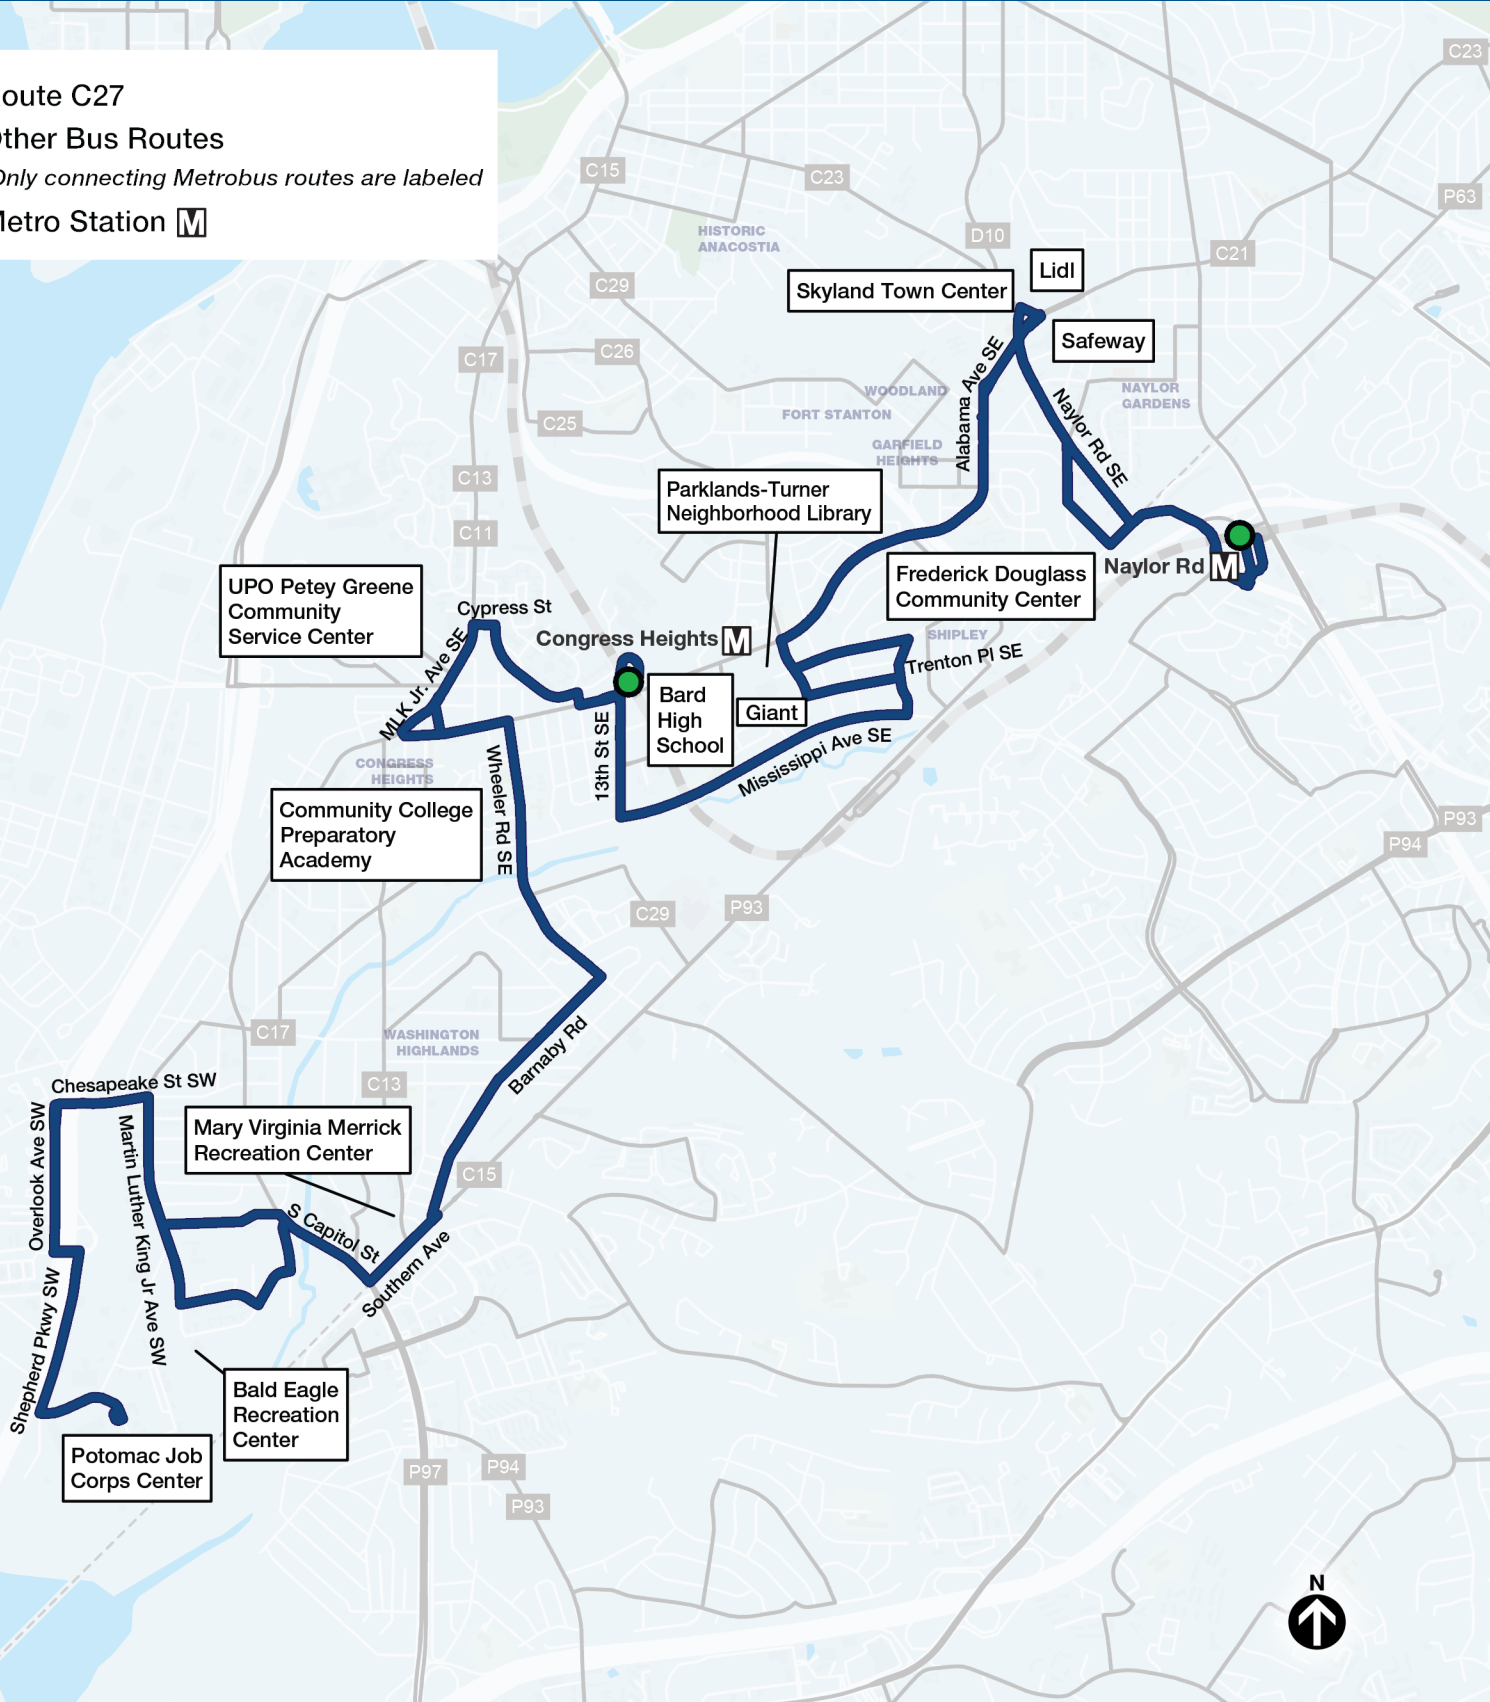 oute C27
ther Bus Routes
Only connecting Metrobus routes are labeled
etro Station M
C23
C15
C23
P63
HISTORIC
ANACOSTIA
D10
C21
Lidl
Skyland Town Center
C29
Safeway
C17
C26
Alabama Ave SE
WOODLAND
NAYLOR
GARDENS
FORT STANTON
C25
Naylor Rd SE
GARFIELD
HEIGHTS
C13
Parklands-Turner
Neighborhood Library
C11
UPO Petey Greene
Community
Service Center
Frederick Douglass
Community Center
Naylor Rd M
Cypress St
Congress Heights M
SHIPLEY
Trenton Pl SE
MLK Jr. Ave SE
Bard
High
School
Giant
13th St SE
Mississippi Ave SE
CONGRESS
HEIGHTS
Wheeler Rd SE
Community College
Preparatory
Academy
P93
P94
C29
P93
C17
WASHINGTON
HIGHLANDS
Barnaby Rd
Chesapeake St SW
C13
Overlook Ave SW
Martin Luther King Jr Ave SW
Mary Virginia Merrick
Recreation Center
C15
S Capitol St
Southern Ave
Shepherd Pkwy SW
Bald Eagle
Recreation
Center
Potomac Job
Corps Center
P97
P94
P93
N